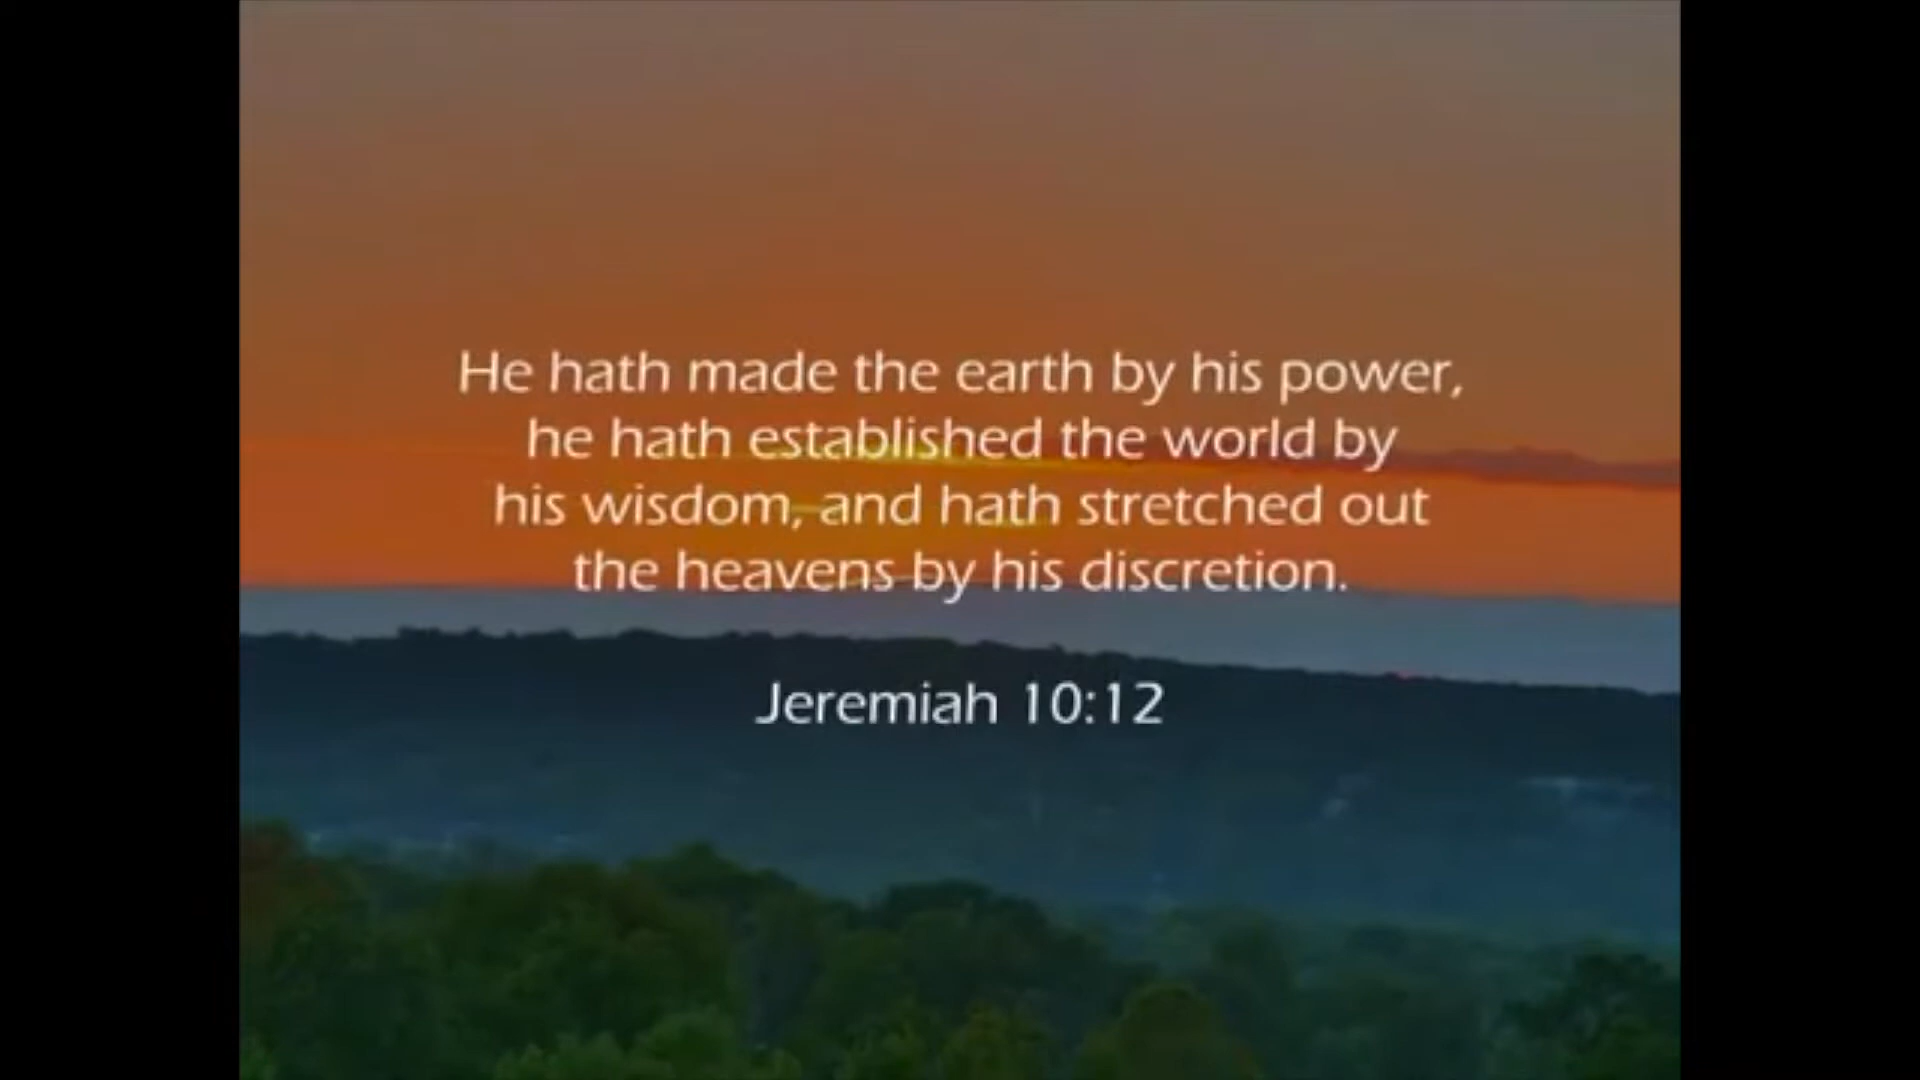 He hath made the earth by his power,
he hath established the world by
his wisdom, and hath stretched out
the heavens by his discretion.
Jeremiah 10:12